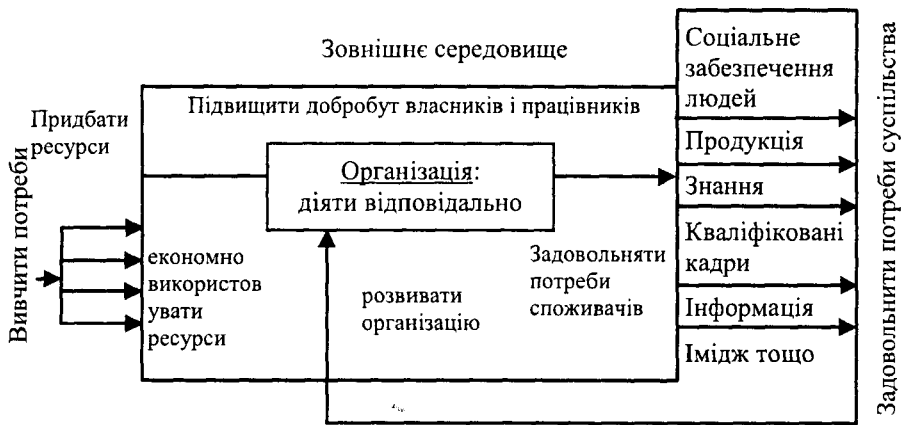 Зовнішнє середовище
Вивчити потреби
Придбати
ресурси
Підвищити добробут власників і працівників
Організація:
діяти відповідально
економно
використов
увати
ресурси
розвивати
організацію
Задовольняти
потреби
споживачів
Соціальне
забезпечення
людей
Продукція
Знання
Кваліфіковані
кадри
Інформація
Імідж тощо
Задовольнити потреби суспільства